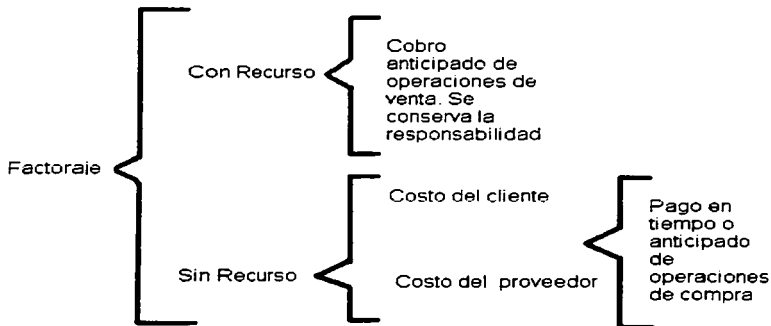 Factoraje
Con Recurso
Cobro
anticipado de
operaciones de
venta. Se
conserva la
responsabilidad
Sin Recurso
Costo del cliente
Costo del proveedor
Pago en
tiempo o
anticipado
de
operaciones
de compra